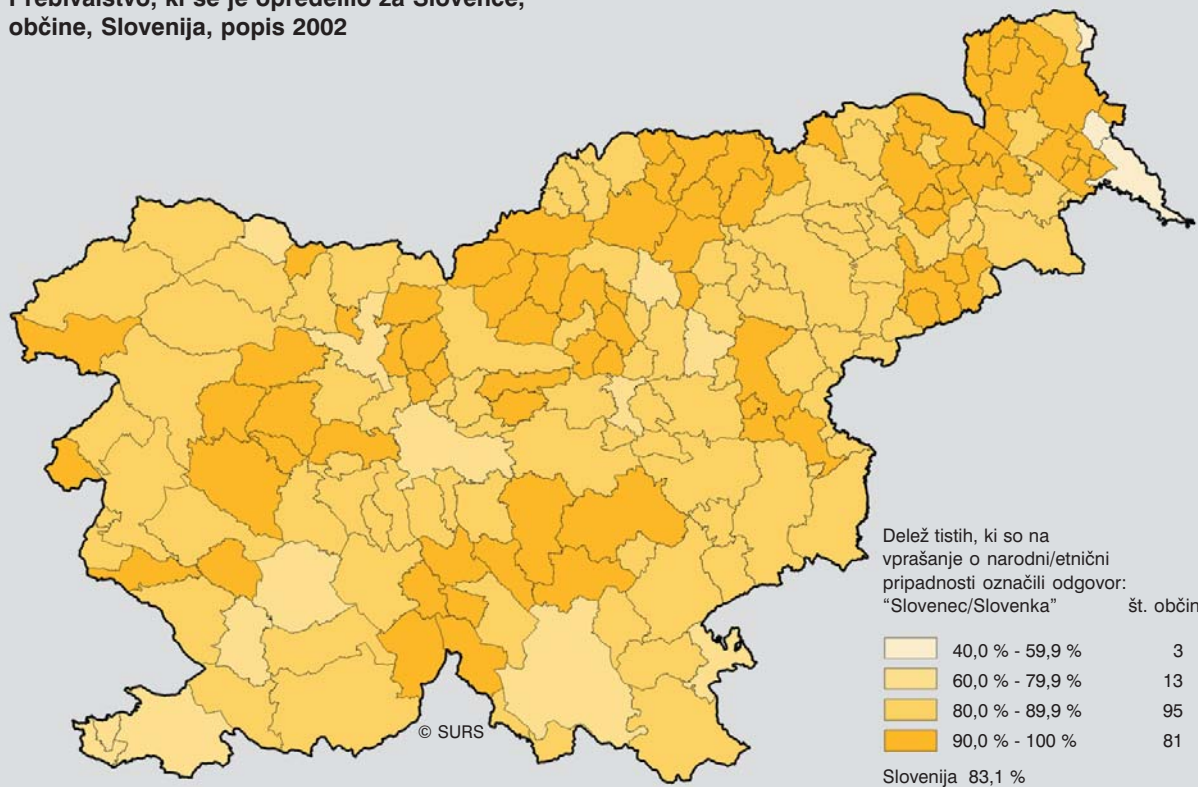 Prebivalstvo, ki se je opredelilo za Slovence,
občine, Slovenija, popis 2002
Delež tistih, ki so na
vprašanje o narodni/etnični
pripadnosti označili odgovor:
“Slovenec/Slovenka” št. občin
40,0 % - 59,9 % 3
60,0 % - 79,9 % 13
80,0 % - 89,9 % 95
90,0 % - 100 % 81
© SURS
Slovenija 83,1 %